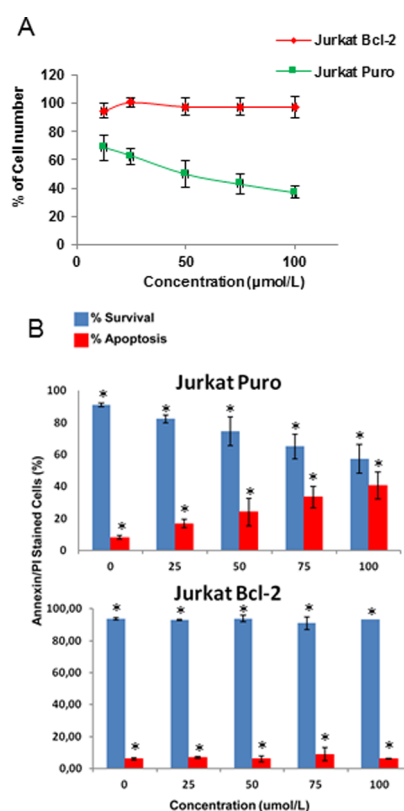 A
Jurkat Bcl-2
Jurkat Puro
% of Cell number
120
100
80
60
40
20
0
0 50 100
Concentration (µmol/L)
B
% Survival
% Apoptosis
Annexin/PI Stained Cells (%)
Jurkat Puro
100
80
60
40
20
0
* * * * * * * * * *
0 25 50 75 100
Jurkat Bcl-2
100,00
80,00
60,00
40,00
20,00
0,00
* * * * * * * * * *
0 25 50 75 100
Concentration (umol/L)